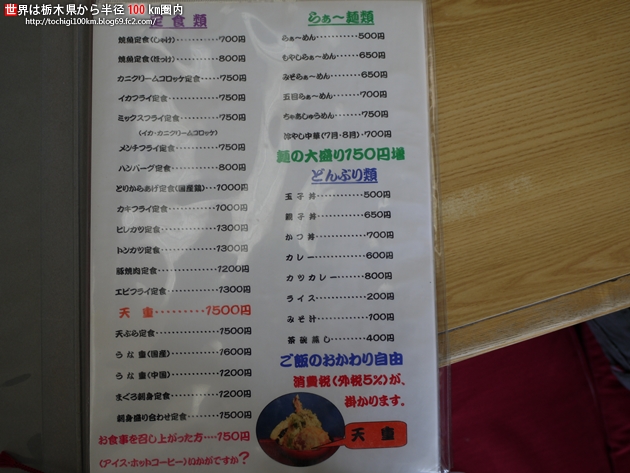 世界は栃木県から半径100km圏内
http://tochigi100km.blog69.fc2.com/
定食類
焼魚定食(しゃけ)・・・・・700円
焼魚定食(ほっけ)・・・・・800円
カニクリームコロッケ定食・・・・750円
イカフライ定食・・・・・・・・750円
ミックスフライ定食・・・・・・750円
(イカ・カニクリームコロッケ)
メンチフライ定食・・・・・・・750円
ハンバーグ定食・・・・・・・・800円
とりからあげ定食(国産鶏)・・・1000円
カキフライ定食・・・・・・・・1000円
ヒレカツ定食・・・・・・・・・1300円
トンカツ定食・・・・・・・・・1300円
豚焼肉定食・・・・・・・・・・1200円
エビフライ定食・・・・・・・・1300円
天重・・・・・・・・・1500円
天ぷら定食・・・・・・・・・・1500円
うな重(国産)・・・・・・・・1600円
うな重(中国)・・・・・・・・1200円
まぐろ刺身定食・・・・・・・・1200円
刺身盛り合わせ定食・・・・・・1500円
お食事を召し上がった方・・・・150円
(アイス・ホットコーヒー)はいかがですか?
らぁ〜麺類
らぁ〜めん・・・・・・・・500円
もやしらぁ〜めん・・・・・650円
みそらぁ〜めん・・・・・・650円
五目らぁ〜めん・・・・・・700円
ちゃあしゅうめん・・・・・750円
冷やし中華(7月・8月)・700円
麺の大盛り150円増
どんぶり類
玉子丼・・・・・・・・・・500円
親子丼・・・・・・・・・・650円
かつ丼・・・・・・・・・・700円
カレー・・・・・・・・・・600円
カツカレー・・・・・・・・800円
ライス・・・・・・・・・・200円
みそ汁・・・・・・・・・・100円
茶碗蒸し・・・・・・・・・400円
ご飯のおかわり自由
消費税(外税5%)が、
掛かります。
天重